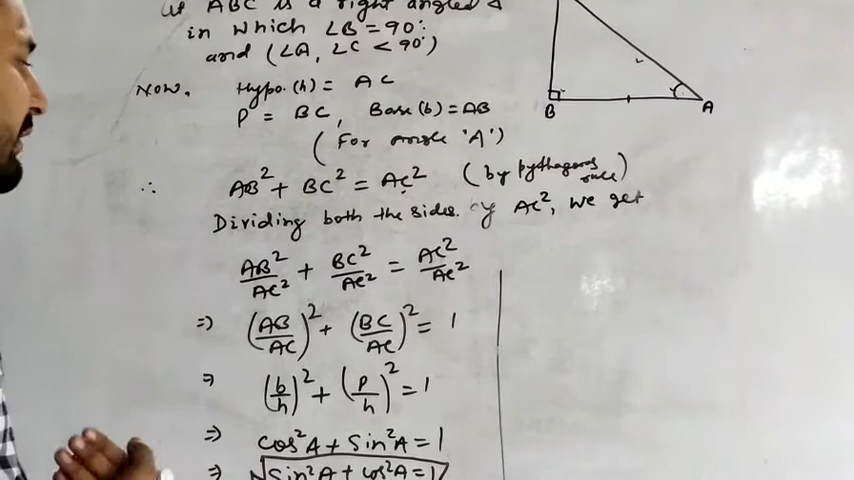 ABC is a right angled Δ
in which ∠B = 90°.
and (∠A, ∠C < 90°)
Now, Hypo.(h) = AC
P = BC, Base(b) = AB
(For angle 'A')
∴ AB² + BC² = AC² (by pythagoras rule)
Dividing both the sides. by AC², we get
AB²/AC² + BC²/AC² = AC²/AC²
⇒ (AB/AC)² + (BC/AC)² = 1
⇒ (b/h)² + (P/h)² = 1
⇒ cos²A + Sin²A = 1
⇒ Sin²A + cos²A = 1
B
A